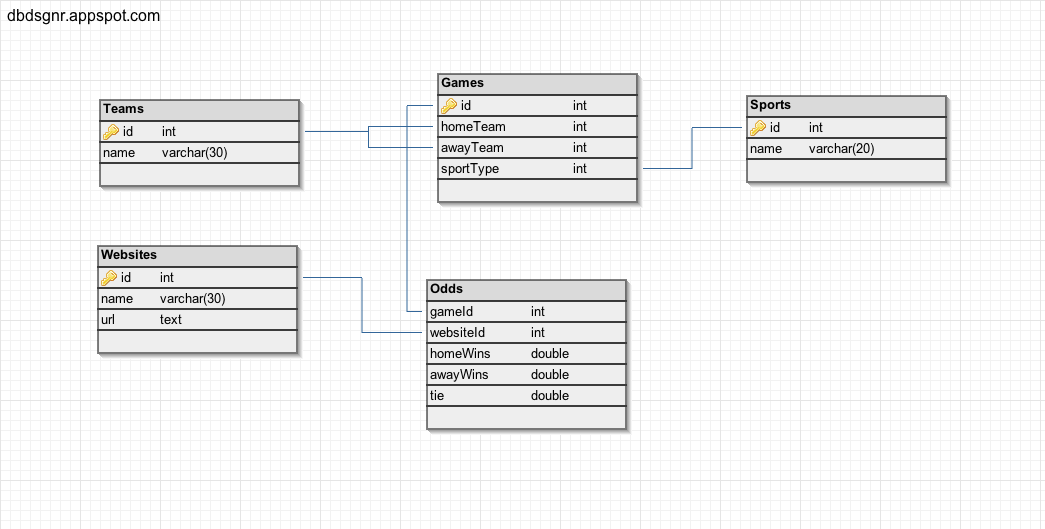 dbdsgnr.appspot.com
Teams
id int
name varchar(30)
Games
id int
homeTeam int
awayTeam int
sportType int
Sports
id int
name varchar(20)
Websites
id int
name varchar(30)
url text
Odds
gameId int
websiteId int
homeWins double
awayWins double
tie double